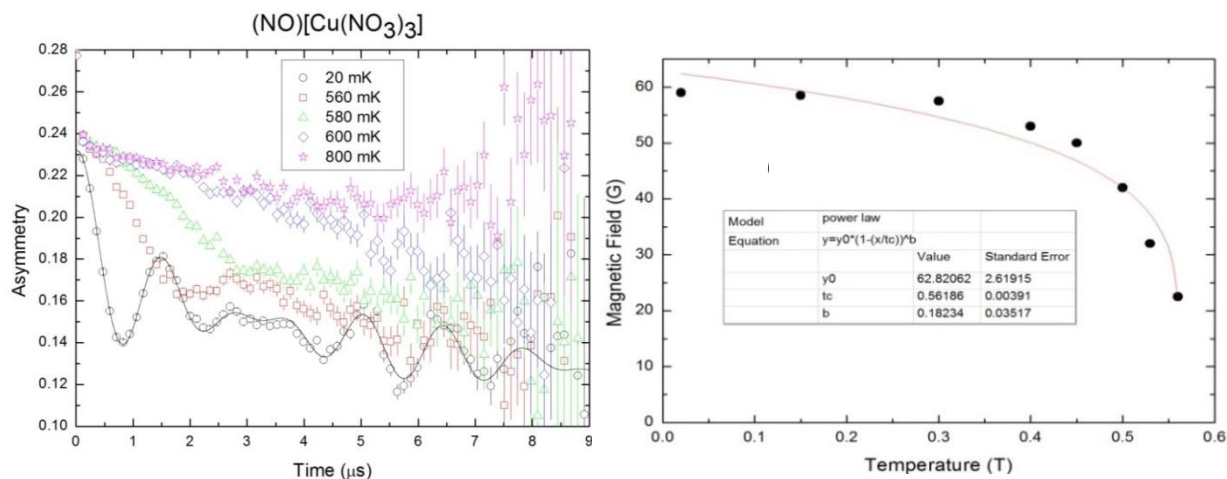 (NO)[Cu(NO3)3]
0.28
0.26
0.24
0.22
0.20
0.18
0.16
0.14
0.12
0.10
Asymmetry
20 mK
560 mK
580 mK
600 mK
800 mK
0 1 2 3 4 5 6 7 8 9
Time (μs)
60
50
40
30
20
10
0
Magnetic Field (G)
Model power law
Equation y=y0*(1-(x/tc))^b
Value Standard Error
y0 62.82062 2.61915
tc 0.56186 0.00391
b 0.18234 0.03517
0.0 0.1 0.2 0.3 0.4 0.5 0.6
Temperature (T)